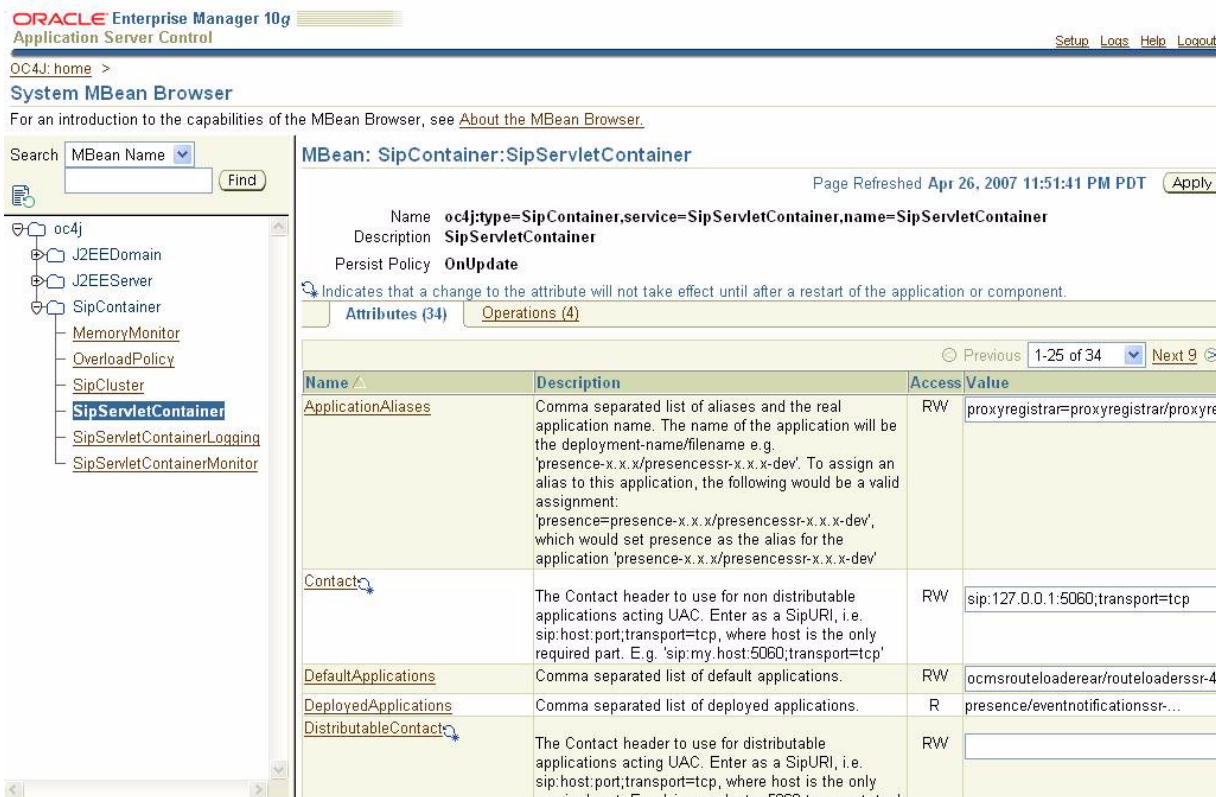 ORACLE Enterprise Manager 10g
Application Server Control
Setup Logs Help Logout
OC4J: home >
System MBean Browser
For an introduction to the capabilities of the MBean Browser, see About the MBean Browser.
Search MBean Name
Find
oc4j
J2EEDomain
J2EEServer
SipContainer
MemoryMonitor
OverloadPolicy
SipCluster
SipServletContainer
SipServletContainerLogging
SipServletContainerMonitor
MBean: SipContainer:SipServletContainer
Page Refreshed Apr 26, 2007 11:51:41 PM PDT Apply
Name oc4j:type=SipContainer,service=SipServletContainer,name=SipServletContainer
Description SipServletContainer
Persist Policy OnUpdate
Indicates that a change to the attribute will not take effect until after a restart of the application or component.
Attributes (34) Operations (4)
Previous 1-25 of 34 Next 9
Name Description Access Value
ApplicationAliases Comma separated list of aliases and the real RW proxyregistrar=proxyregistrar/proxyre
application name. The name of the application will be
the deployment-name/filename e.g.
'presence-x.x.x/presencessr-x.x.x-dev'. To assign an
alias to this application, the following would be a valid
assignment:
'presence=presence-x.x.x/presencessr-x.x.x-dev',
which would set presence as the alias for the
application 'presence-x.x.x/presencessr-x.x.x-dev'
Contact
The Contact header to use for non distributable RW sip:127.0.0.1:5060;transport=tcp
applications acting UAC. Enter as a SipURI, i.e.
sip:host:port;transport=tcp, where host is the only
required part. E.g. 'sip:my.host:5060;transport=tcp'
DefaultApplications Comma separated list of default applications. RW ocmsrouteloaderear/routeloaderssr-4
DeployedApplications Comma separated list of deployed applications. R presence/eventnotificationssr-...
DistributableContact
The Contact header to use for distributable RW
applications acting UAC. Enter as a SipURI, i.e.
sip:host:port;transport=tcp, where host is the only